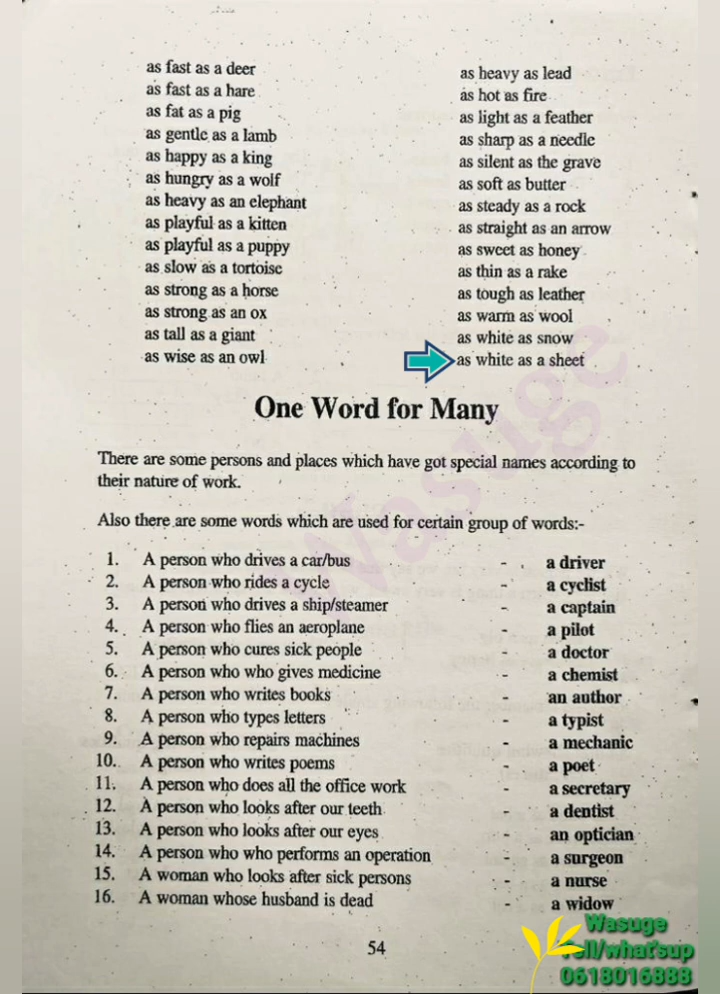 as fast as a deer
as fast as a hare
as fat as a pig
as gentle as a lamb
as happy as a king
as hungry as a wolf
as heavy as an elephant
as playful as a kitten
as playful as a puppy
as slow as a tortoise
as strong as a horse
as strong as an ox
as tall as a giant
as wise as an owl
as heavy as lead
as hot as fire
as light as a feather
as sharp as a needle
as silent as the grave
as soft as butter
as steady as a rock
as straight as an arrow
as sweet as honey
as thin as a rake
as tough as leather
as warm as wool
as white as snow
as white as a sheet
One Word for Many
There are some persons and places which have got special names according to
their nature of work.
Also there are some words which are used for certain group of words:-
1. A person who drives a car/bus - a driver
2. A person who rides a cycle - a cyclist
3. A person who drives a ship/steamer - a captain
4. A person who flies an aeroplane - a pilot
5. A person who cures sick people - a doctor
6. A person who who gives medicine - a chemist
7. A person who writes books - an author
8. A person who types letters - a typist
9. A person who repairs machines - a mechanic
10. A person who writes poems - a poet
11. A person who does all the office work - a secretary
12. A person who looks after our teeth - a dentist
13. A person who looks after our eyes - an optician
14. A person who who performs an operation - a surgeon
15. A woman who looks after sick persons - a nurse
16. A woman whose husband is dead - a widow
54
Wasuge
Wasuge
Tell/what'sup
0618016888